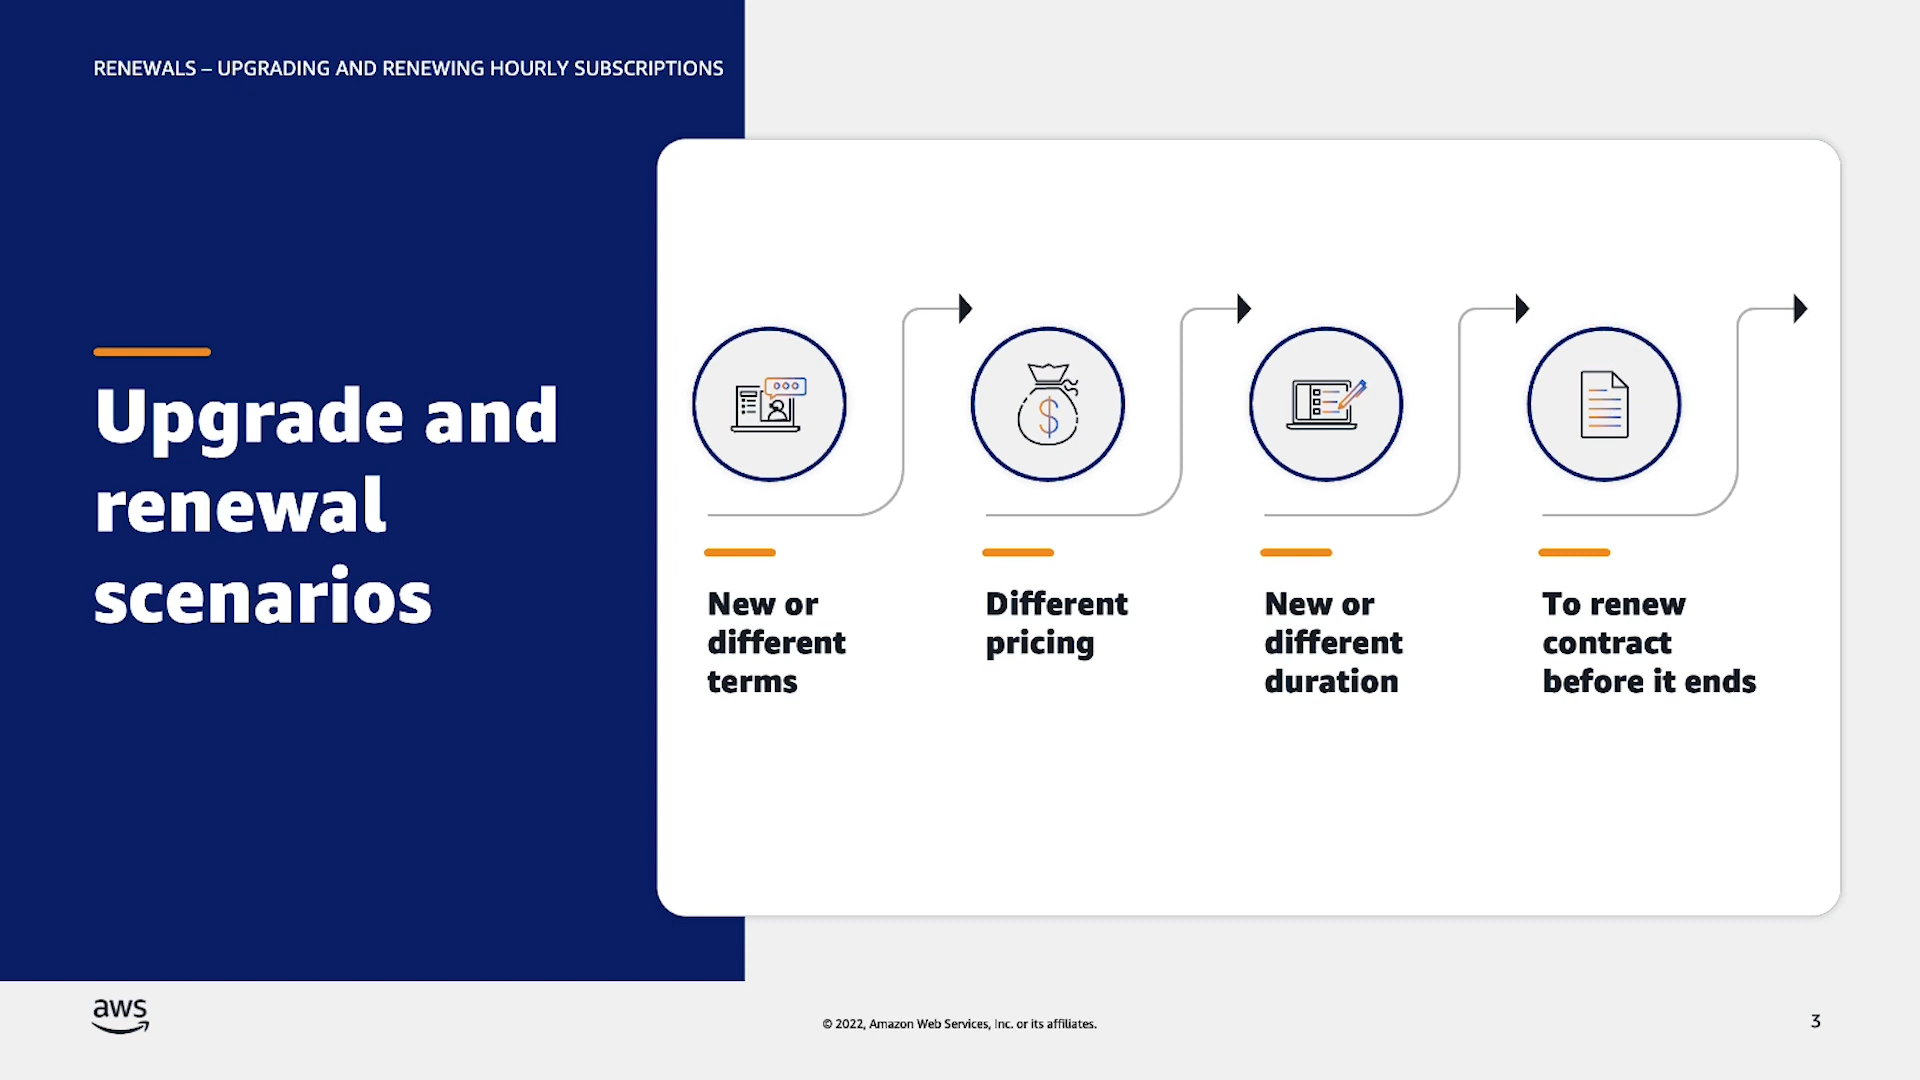 RENEWALS – UPGRADING AND RENEWING HOURLY SUBSCRIPTIONS
Upgrade and
renewal
scenarios
New or
different
terms
Different
pricing
New or
different
duration
To renew
contract
before it ends
aws
© 2022, Amazon Web Services, Inc. or its affiliates.
3